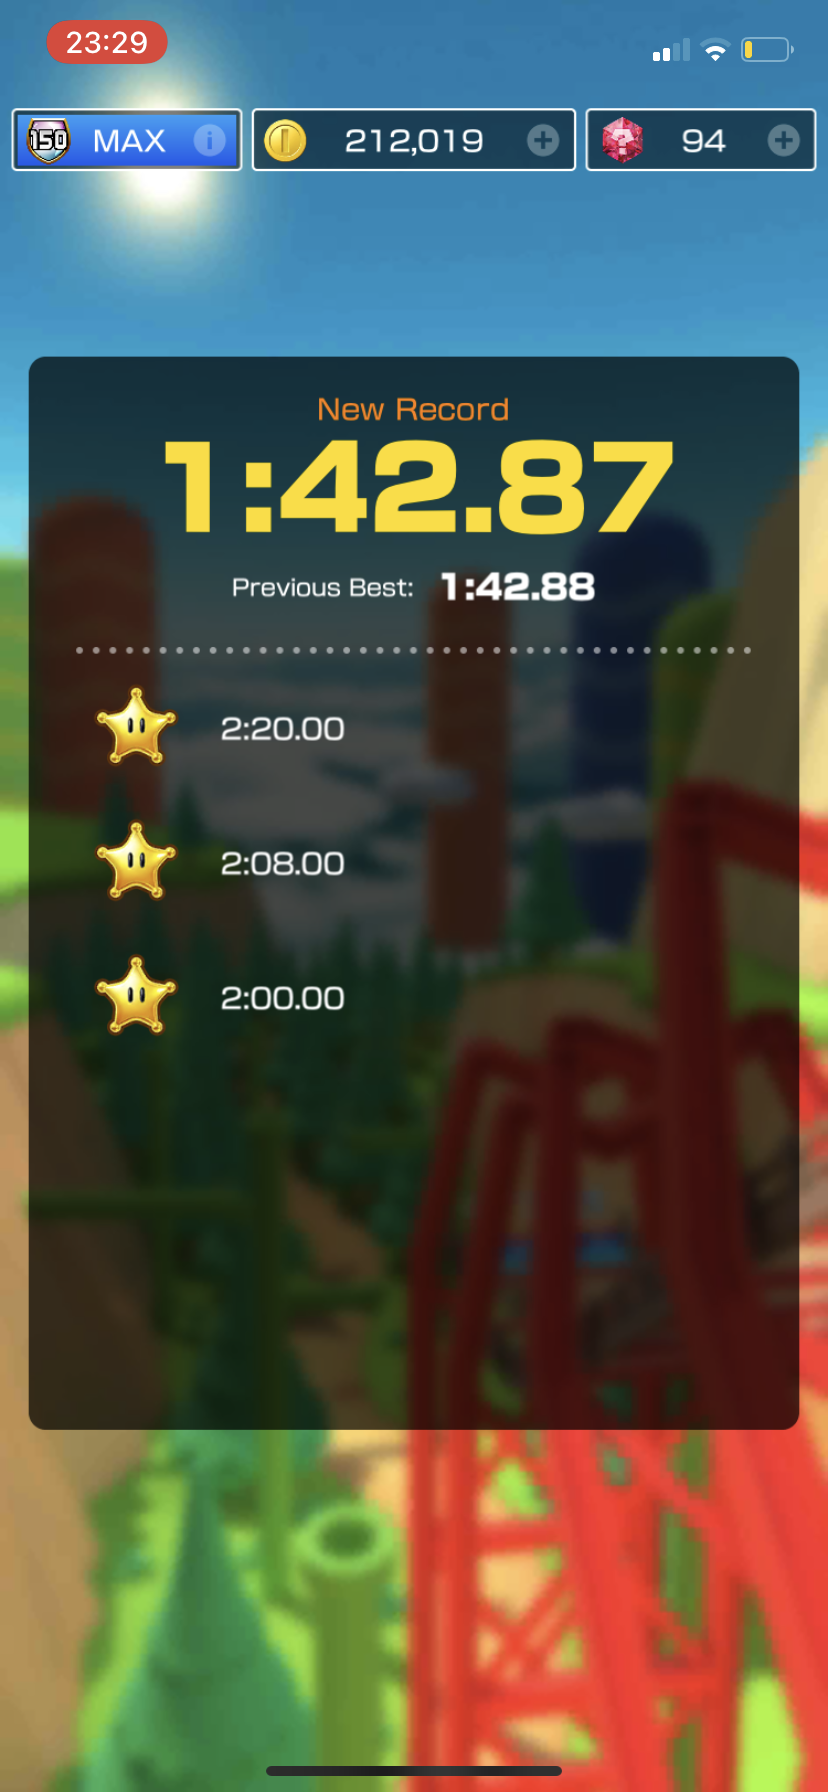 23:29
150 MAX i 212,019 + 94 +
New Record
1:42.87
Previous Best: 1:42.88
2:20.00
2:08.00
2:00.00